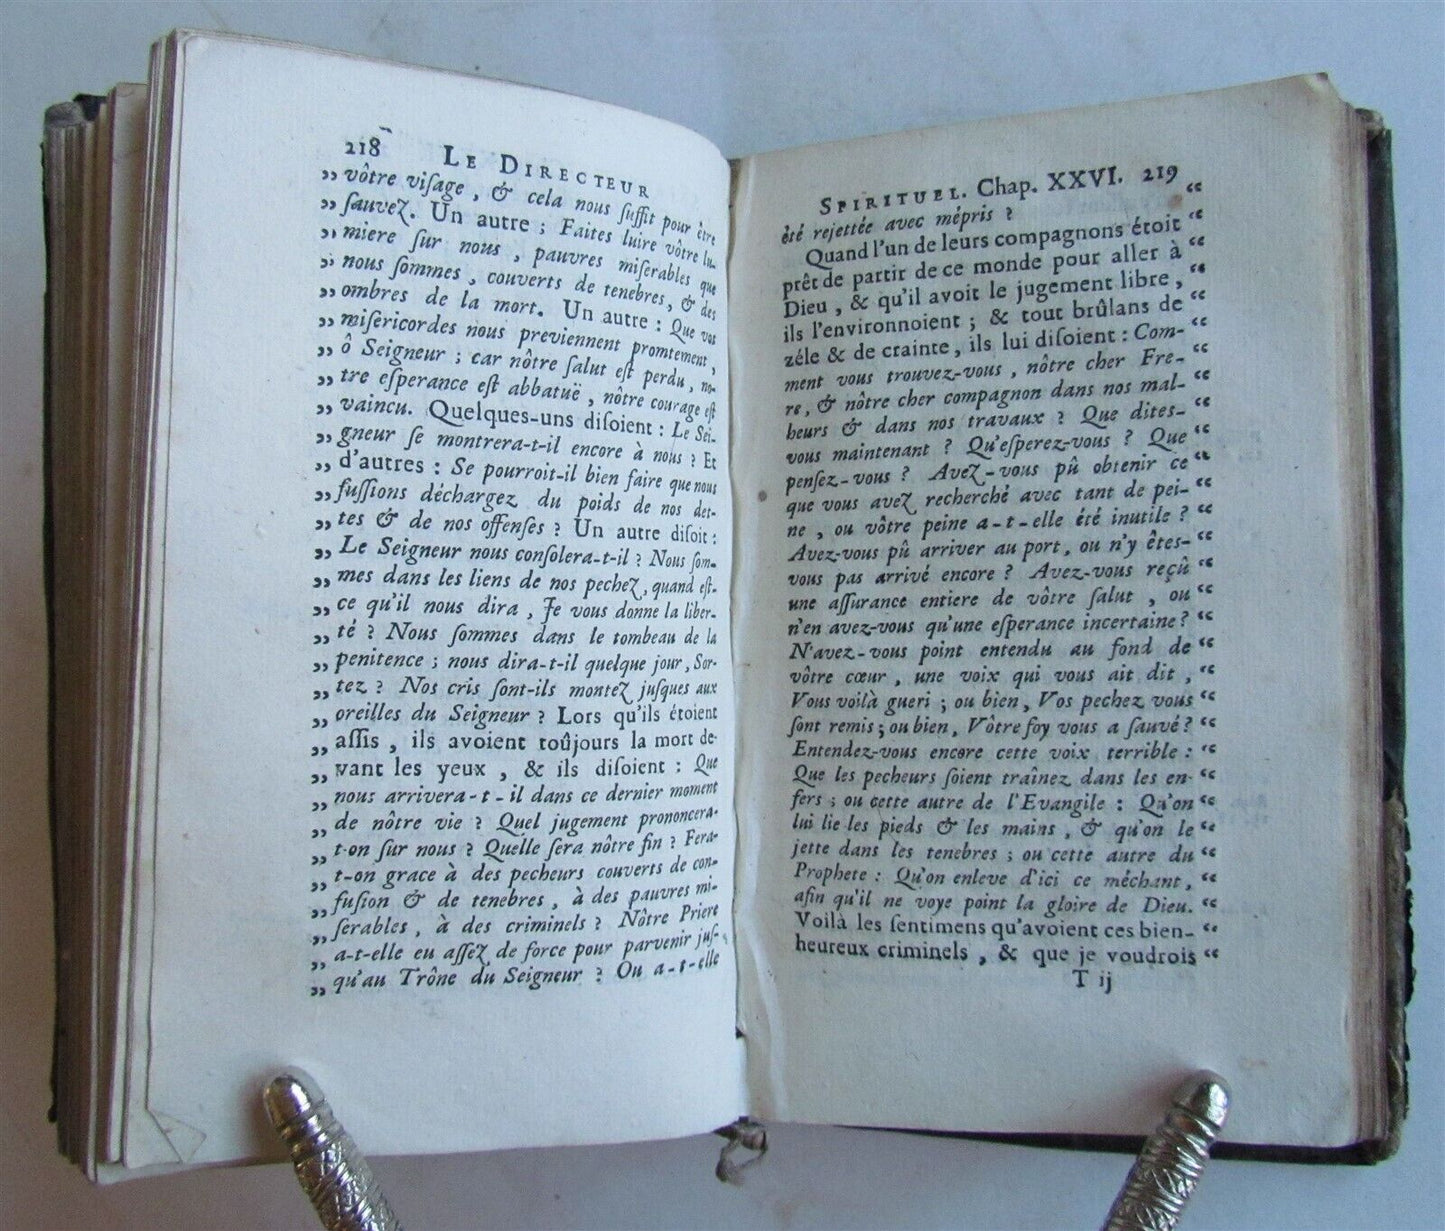 218 LE DIRECTEUR
„ vôtre viſage, & cela nous ſuffit pour être
„ ſauvez. Un autre ; Faites luire vôtre lu-
„ miere ſur nous, pauvres miſerables que
„ nous ſommes, couverts de tenebres, & des
„ ombres de la mort. Un autre : Que vos
„ miſericordes nous previennent promtement,
„ ô Seigneur ; car nôtre ſalut eſt perdu, nô-
„ tre eſperance eſt abbatuë, nôtre courage eſt
„ vaincu. Quelques-uns diſoient : Le Sei-
„ gneur ſe montrera-t-il encore à nous ? Et
„ d'autres : Se pourroit-il bien faire que nous
„ fuſſions déchargez du poids de nos det-
„ tes & de nos offenſes ? Un autre diſoit :
„ Le Seigneur nous conſolera-t-il ? Nous ſom-
„ mes dans les liens de nos pechez, quand eſt-
„ ce qu'il nous dira, Je vous donne la liber-
„ té ? Nous ſommes dans le tombeau de la
„ penitence ; nous dira-t-il quelque jour, Sor-
„ tez ? Nos cris ſont-ils montez juſques aux
„ oreilles du Seigneur ? Lors qu'ils étoient
„ aſſis, ils avoient toûjours la mort de-
„ vant les yeux, & ils diſoient : Que
„ nous arrivera-t-il dans ce dernier moment
„ de nôtre vie ? Quel jugement prononcera-
„ t-on ſur nous ? Quelle ſera nôtre fin ? Fera-
„ t-on grace à des pecheurs couverts de con-
„ fuſion & de tenebres, à des pauvres mi-
„ ſerables, à des criminels ? Nôtre Priere
„ a-t-elle eu aſſez de force pour parvenir juſ-
„ qu'au Trône du Seigneur ? Ou a-t-elle
SPIRITUEL. Chap. XXVI. 219
été rejettée avec mépris ? “
Quand l'un de leurs compagnons étoit “
prêt de partir de ce monde pour aller à “
Dieu, & qu'il avoit le jugement libre, “
ils l'environnoient ; & tout brûlans de “
zéle & de crainte, ils lui diſoient : Com- “
ment vous trouvez-vous, nôtre cher Fre- “
re, & nôtre cher compagnon dans nos mal- “
heurs & dans nos travaux ? Que dites- “
vous maintenant ? Qu'eſperez-vous ? Que “
penſez-vous ? Avez-vous pû obtenir ce “
que vous avez recherché avec tant de pei- “
ne, ou vôtre peine a-t-elle été inutile ? “
Avez-vous pû arriver au port, ou n'y êtes- “
vous pas arrivé encore ? Avez-vous reçû “
une aſſurance entiere de vôtre ſalut, ou “
n'en avez-vous qu'une eſperance incertaine ? “
N'avez-vous point entendu au fond de “
vôtre cœur, une voix qui vous ait dit, “
Vous voilà gueri ; ou bien, Vos pechez vous “
ſont remis ; ou bien, Vôtre foy vous a ſauvé ? “
Entendez-vous encore cette voix terrible : “
Que les pecheurs ſoient traînez dans les en- “
fers ; ou cette autre de l'Evangile : Qu'on “
lui lie les pieds & les mains, & qu'on le “
jette dans les tenebres ; ou cette autre du “
Prophete : Qu'on enleve d'ici ce méchant, “
afin qu'il ne voye point la gloire de Dieu. “
Voilà les ſentimens qu'avoient ces bien- “
heureux criminels, & que je voudrois “
T ij